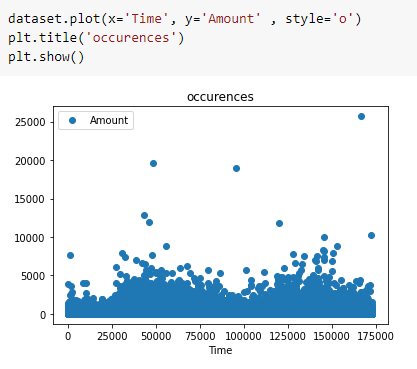 dataset.plot(x='Time', y='Amount' , style='o')
plt.title('occurences')
plt.show()
occurences
Amount
25000
20000
15000
10000
5000
0
0 25000 50000 75000 100000 125000 150000 175000
Time